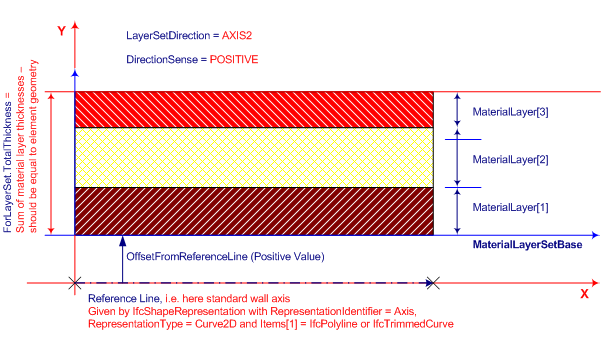 Y
LayerSetDirection = AXIS2
DirectionSense = POSITIVE
ForLayerSet.TotalThickness =
Sum of material layer thicknesses –
should be equal to element geometry
MaterialLayer[3]
MaterialLayer[2]
MaterialLayer[1]
MaterialLayerSetBase
OffsetFromReferenceLine (Positive Value)
X
Reference Line, i.e. here standard wall axis
Given by IfcShapeRepresentation with RepresentationIdentifier = Axis,
RepresentationType = Curve2D and Items[1] = IfcPolyline or IfcTrimmedCurve